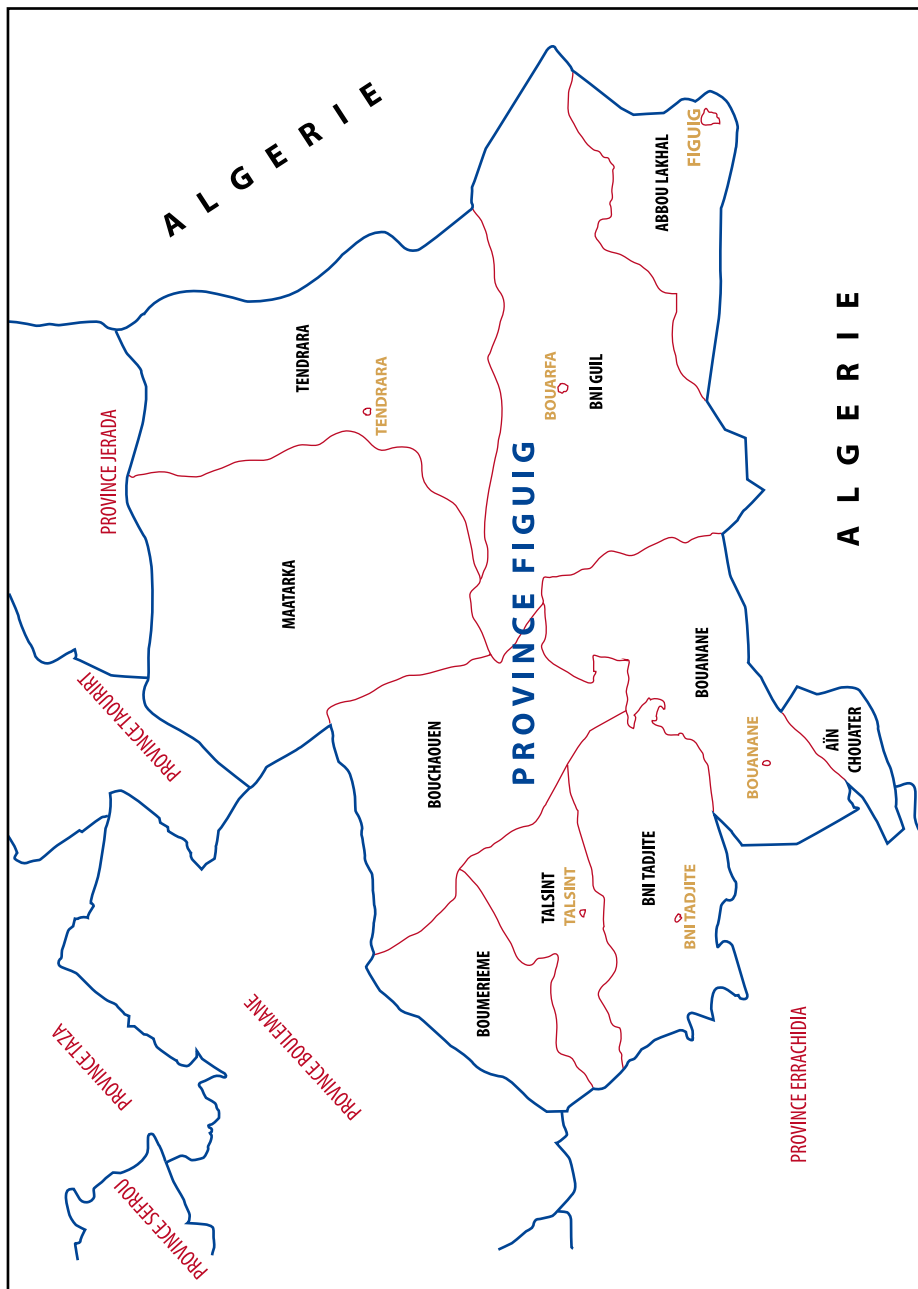 ALGERIE
PROVINCE JERADA
PROVINCE TAOURIRT
PROVINCE TAZA
PROVINCE SEFROU
PROVINCE BOULEMANE
PROVINCE ERRACHIDIA
ALGERIE
PROVINCE FIGUIG
TENDRARA
TENDRARA
MAATARKA
BOUCHAOUEN
BOUMERIEME
TALSINT
TALSINT
BNI TADJITE
BNI TADJITE
BOUANANE
BOUANANE
AÏN
CHOUATER
BOUARFA
BNI GUIL
ABBOU LAKHAL
FIGUIG